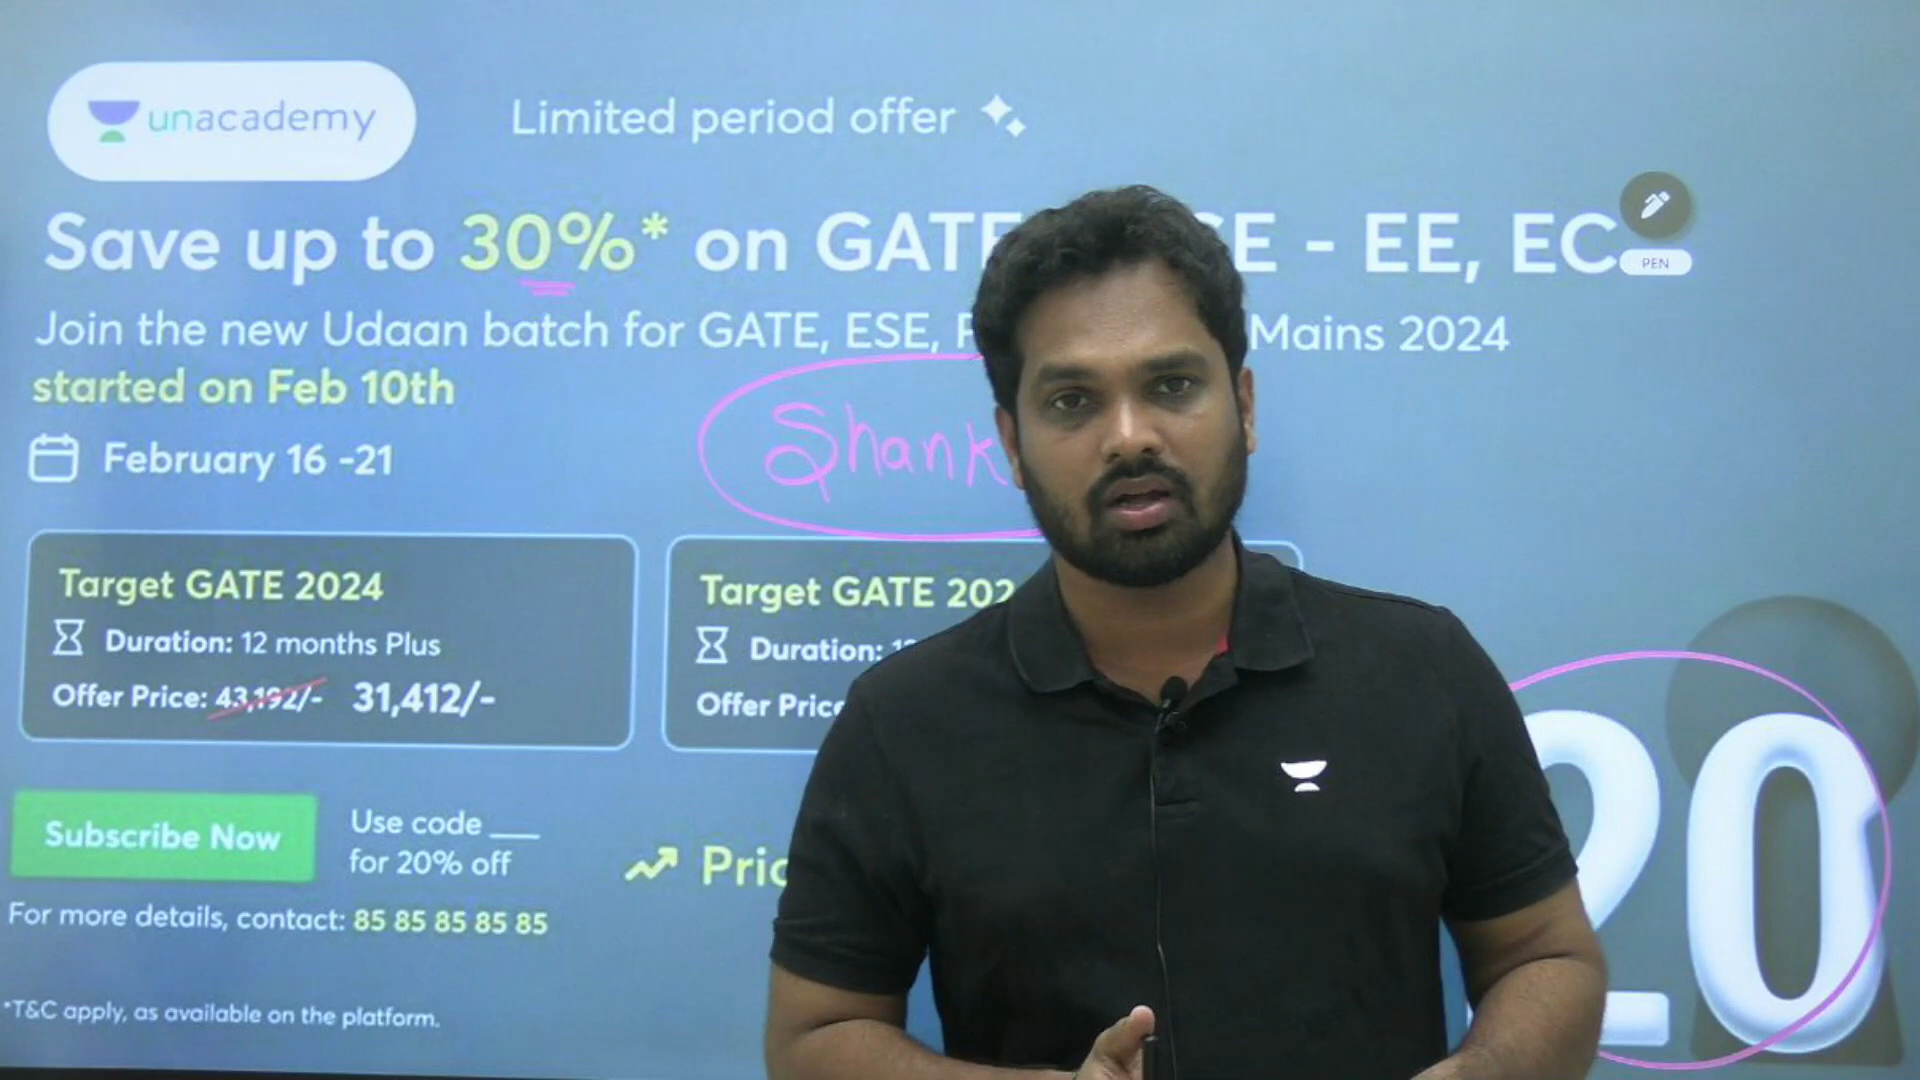 unacademy
Limited period offer
Save up to 30%* on GATE - EE, EC
PEN
Join the new Udaan batch for GATE, ESE, Mains 2024
started on Feb 10th
February 16 -21
Shank
Target GATE 2024
Duration: 12 months Plus
Offer Price: 43,192/- 31,412/-
Target GATE 202
Duration:
Offer Price
20
Subscribe Now
Use code ___
for 20% off
Pric
For more details, contact: 85 85 85 85 85
*T&C apply, as available on the platform.